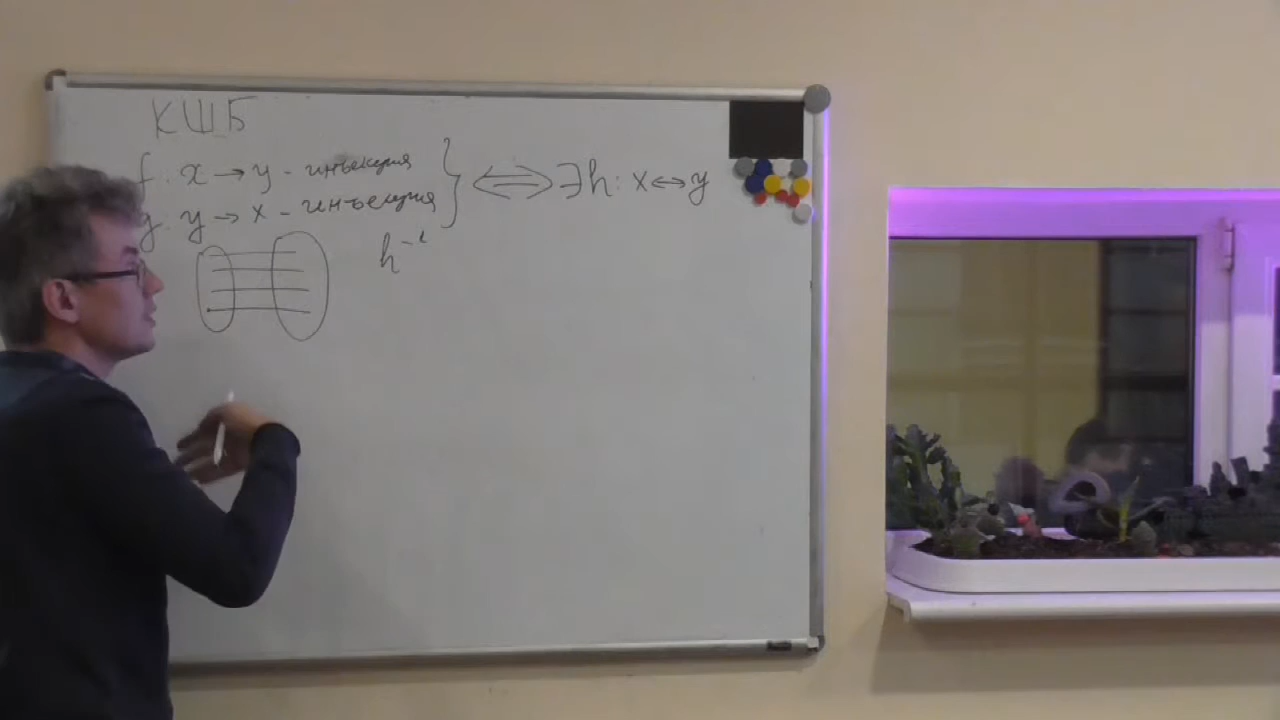 КШБ
f : x → y - инъекция } ⟺ ∃ h : x ↔ y
g : y → x - инъекция
h⁻¹